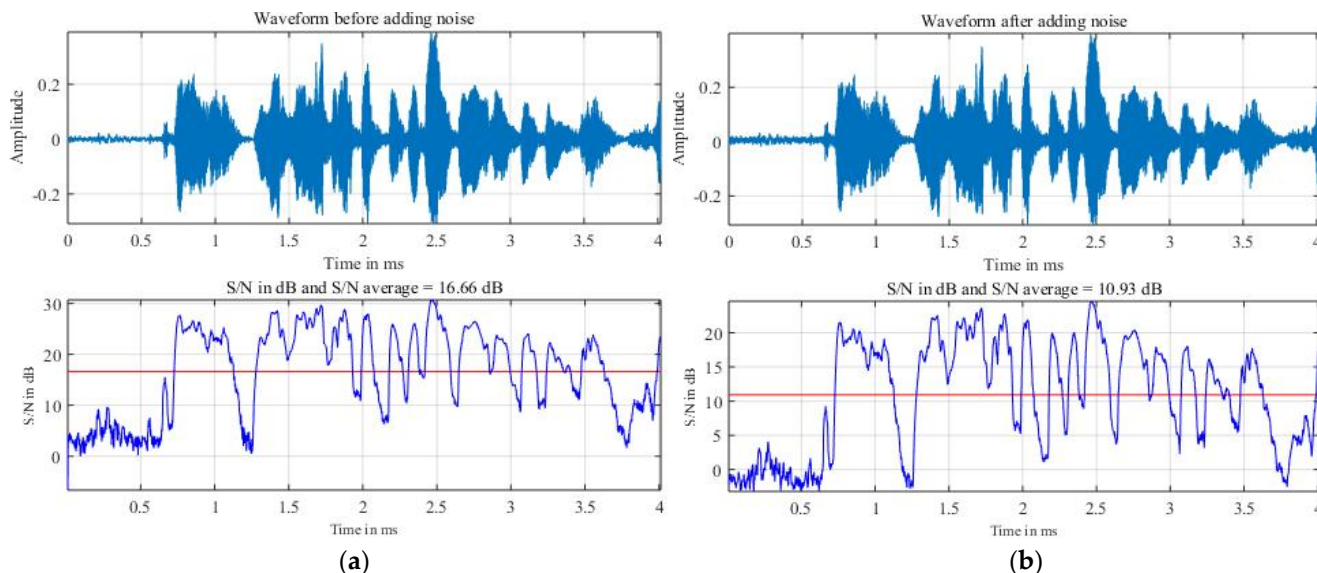 Waveform before adding noise
Amplitude
0.2
0
-0.2
0 0.5 1 1.5 2 2.5 3 3.5 4
Time in ms
S/N in dB and S/N average = 16.66 dB
S/N in dB
30
20
10
0
0.5 1 1.5 2 2.5 3 3.5 4
Time in ms
(a)
Waveform after adding noise
Amplitude
0.2
0
-0.2
0 0.5 1 1.5 2 2.5 3 3.5 4
Time in ms
S/N in dB and S/N average = 10.93 dB
S/N in dB
20
15
10
5
0
0.5 1 1.5 2 2.5 3 3.5 4
Time in ms
(b)